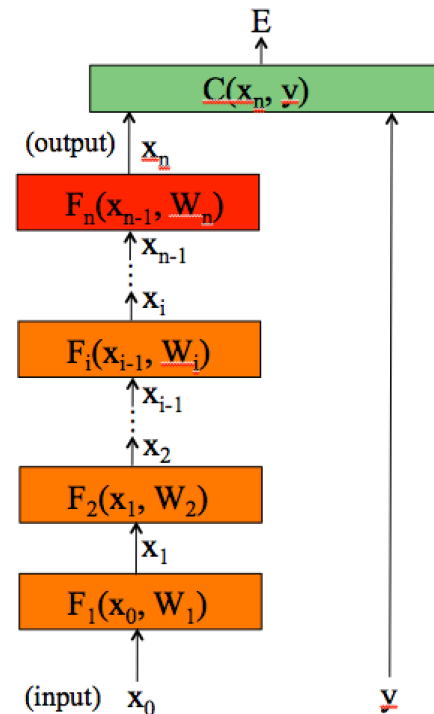 E
C(xₙ, y)
(output) xₙ
Fₙ(xₙ₋₁, Wₙ)
xₙ₋₁
xᵢ
Fᵢ(xᵢ₋₁, Wᵢ)
xᵢ₋₁
x₂
F₂(x₁, W₂)
x₁
F₁(x₀, W₁)
(input) x₀ y